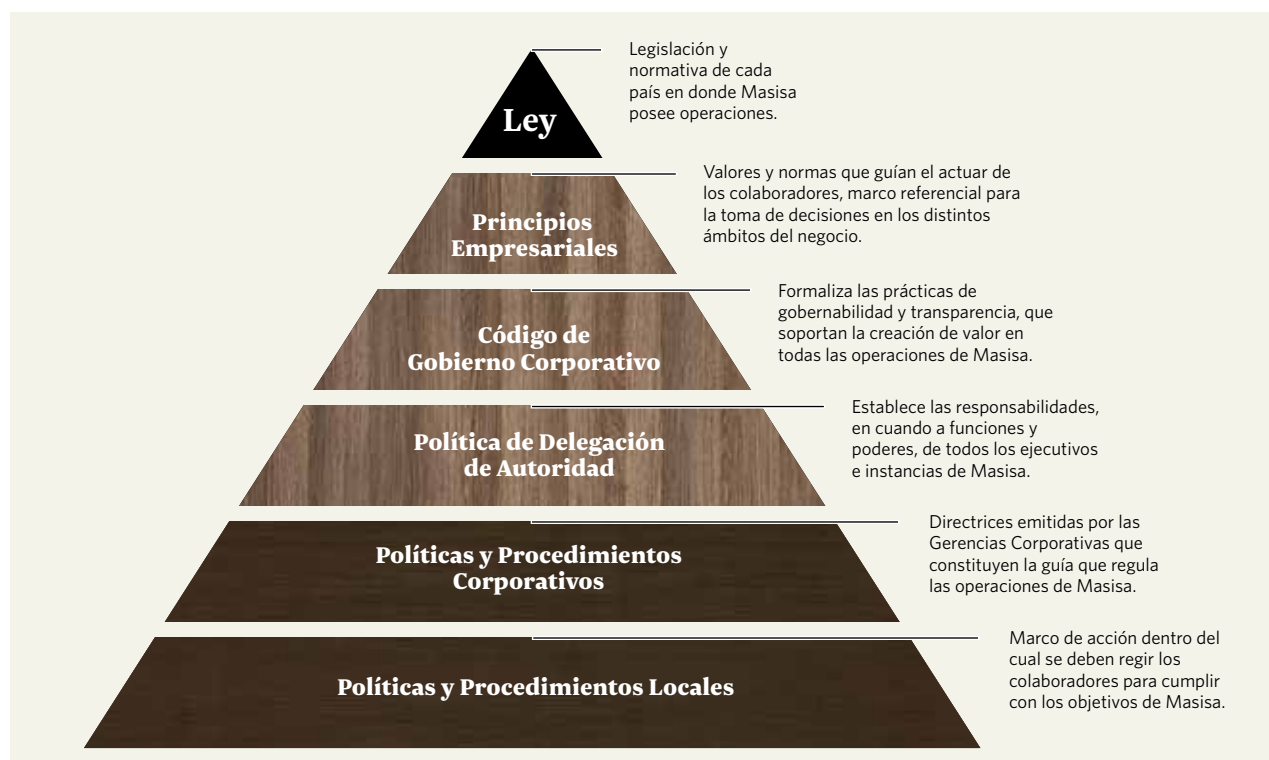 Ley
Legislación y
normativa de cada
país en donde Masisa
posee operaciones.
Principios
Empresariales
Valores y normas que guían el actuar de
los colaboradores, marco referencial para
la toma de decisiones en los distintos
ámbitos del negocio.
Código de
Gobierno Corporativo
Formaliza las prácticas de
gobernabilidad y transparencia, que
soportan la creación de valor en
todas las operaciones de Masisa.
Política de Delegación
de Autoridad
Establece las responsabilidades,
en cuando a funciones y
poderes, de todos los ejecutivos
e instancias de Masisa.
Políticas y Procedimientos
Corporativos
Directrices emitidas por las
Gerencias Corporativas que
constituyen la guía que regula
las operaciones de Masisa.
Políticas y Procedimientos Locales
Marco de acción dentro del
cual se deben regir los
colaboradores para cumplir
con los objetivos de Masisa.